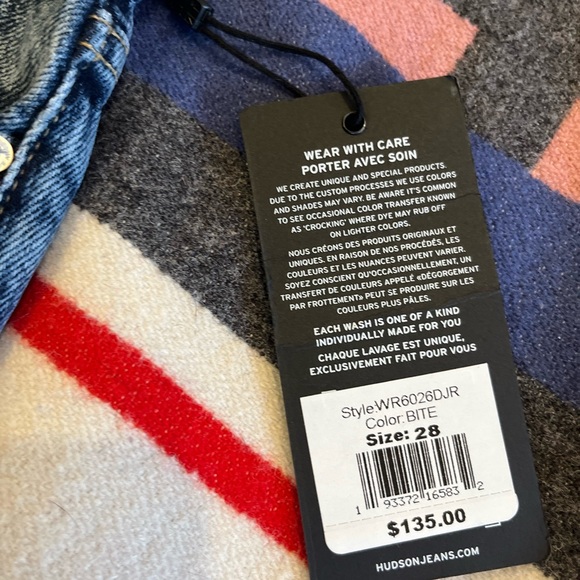 WEAR WITH CARE
PORTER AVEC SOIN
WE CREATE UNIQUE AND SPECIAL PRODUCTS.
DUE TO THE CUSTOM PROCESSES WE USE COLORS
AND SHADES MAY VARY. BE AWARE IT'S COMMON
TO SEE OCCASIONAL COLOR TRANSFER KNOWN
AS 'CROCKING' WHERE DYE MAY RUB OFF
ON LIGHTER COLORS.
NOUS CRÉONS DES PRODUITS ORIGINAUX ET
UNIQUES. EN RAISON DE NOS PROCÉDÉS, LES
COULEURS ET LES NUANCES PEUVENT VARIER.
SOYEZ CONSCIENT QU'OCCASIONNELLEMENT, UN
TRANSFERT DE COULEURS APPELÉ «DÉGORGEMENT
PAR FROTTEMENT» PEUT SE PRODUIRE SUR LES
COULEURS PLUS PÂLES.
EACH WASH IS ONE OF A KIND
INDIVIDUALLY MADE FOR YOU
CHAQUE LAVAGE EST UNIQUE,
EXCLUSIVEMENT FAIT POUR VOUS
Style:WR6026DJR
Color:BITE
Size: 28
1 93372 16583 2
$135.00
HUDSONJEANS.COM